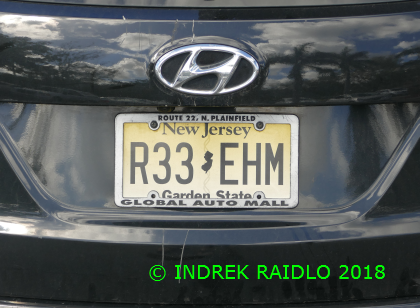 ROUTE 22, N. PLAINFIELD
New Jersey
R33 EHM
Garden State
GLOBAL AUTO MALL
© INDREK RAIDLO 2018